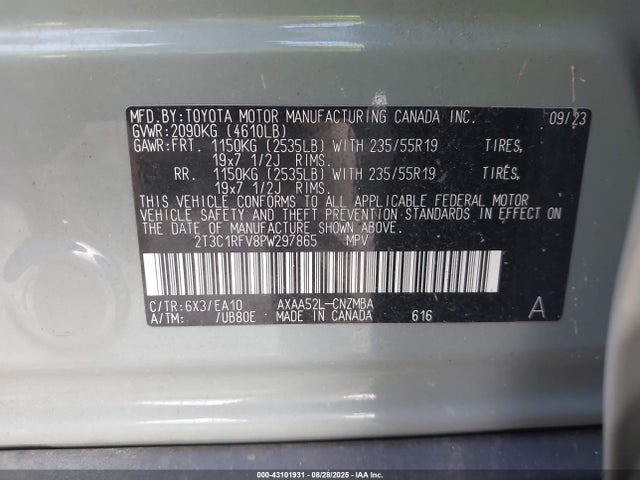 MFD.BY:TOYOTA MOTOR MANUFACTURING CANADA INC. 09/23
GVWR:2090KG (4610LB)
GAWR:FRT. 1150KG (2535LB) WITH 235/55R19 TIRES,
19x7 1/2J RIMS.
RR. 1150KG (2535LB) WITH 235/55R19 TIRES,
19x7 1/2J RIMS.
THIS VEHICLE CONFORMS TO ALL APPLICABLE FEDERAL MOTOR
VEHICLE SAFETY AND THEFT PREVENTION STANDARDS IN EFFECT
ON THE DATE OF MANUFACTURE SHOWN ABOVE.
2T3C1RFV8PW297865 MPV
C/TR:6X3/EA10 AXAA52L-CNZMBA
A/TM: /UB80E MADE IN CANADA 616 A
000-43101931 - 08/28/2025 - IAA Inc.